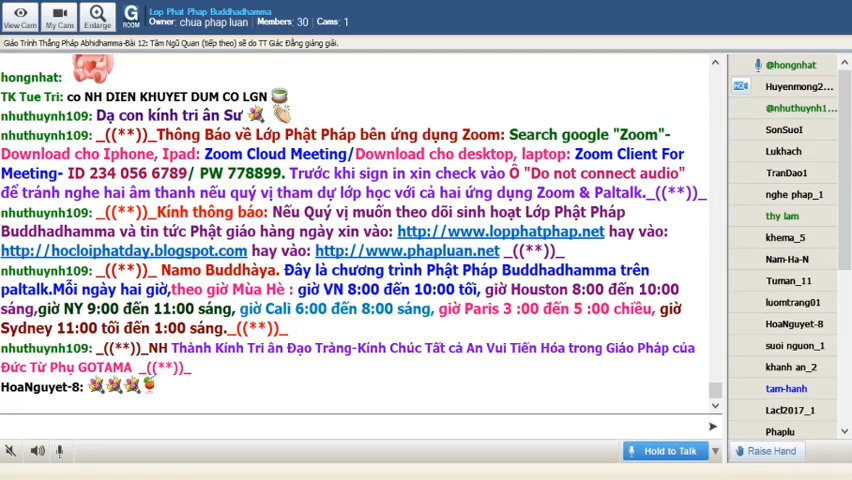 Lop Phat Phap Buddhadhamma
Owner: chua phap luan Members: 30 Cams: 1
View Cam My Cam Enlarge G ROOM
Giáo Trình Thắng Pháp Abhidhamma-Bài 12: Tâm Ngũ Quan (tiếp theo) sẽ do TT Giác Đẳng giảng giải.
hongnhat:
TK Tue Tri: co NH DIEN KHUYET DUM CO LGN
nhuthuynh109: Dạ con kính tri ân Sư
nhuthuynh109: _((**))_Thông Báo về Lớp Phật Pháp bên ứng dụng Zoom: Search google "Zoom"-
Download cho Iphone, Ipad: Zoom Cloud Meeting/Download cho desktop, laptop: Zoom Client For
Meeting- ID 234 056 6789/ PW 778899. Trước khi sign in xin check vào Ô "Do not connect audio"
để tránh nghe hai âm thanh nếu quý vị tham dự lớp học với cả hai ứng dụng Zoom & Paltalk._((**))_
nhuthuynh109: _((**))_Kính thông báo: Nếu Quý vị muốn theo dõi sinh hoạt Lớp Phật Pháp
Buddhadhamma và tin tức Phật giáo hàng ngày xin vào: http://www.lopphatphap.net hay vào:
http://hocloiphatday.blogspot.com hay vào: http://www.phapluan.net _((**))_
nhuthuynh109: _((**))_ Namo Buddhàya. Đây là chương trình Phật Pháp Buddhadhamma trên
paltalk.Mỗi ngày hai giờ,theo giờ Mùa Hè : giờ VN 8:00 đến 10:00 tối, giờ Houston 8:00 đến 10:00
sáng,giờ NY 9:00 đến 11:00 sáng, giờ Cali 6:00 đến 8:00 sáng, giờ Paris 3 :00 đến 5 :00 chiều, giờ
Sydney 11:00 tối đến 1:00 sáng._((**))_
nhuthuynh109: _((**))_NH Thành Kính Tri ân Đạo Tràng-Kính Chúc Tất cả An Vui Tiến Hóa trong Giáo Pháp của
Đức Từ Phụ GOTAMA _((**))_
HoaNguyet-8:
@hongnhat
Huyenmong2...
@nhuthuynh1...
SonSuoI
Lukhach
TranDao1
nghe phap_1
thy lam
khema_5
Nam-Ha-N
Tuman_11
luomtrang01
HoaNguyet-8
suoi nguon_1
khanh an_2
tam-hanh
Lacl2017_1
Phaplu
Hold to Talk
Raise Hand